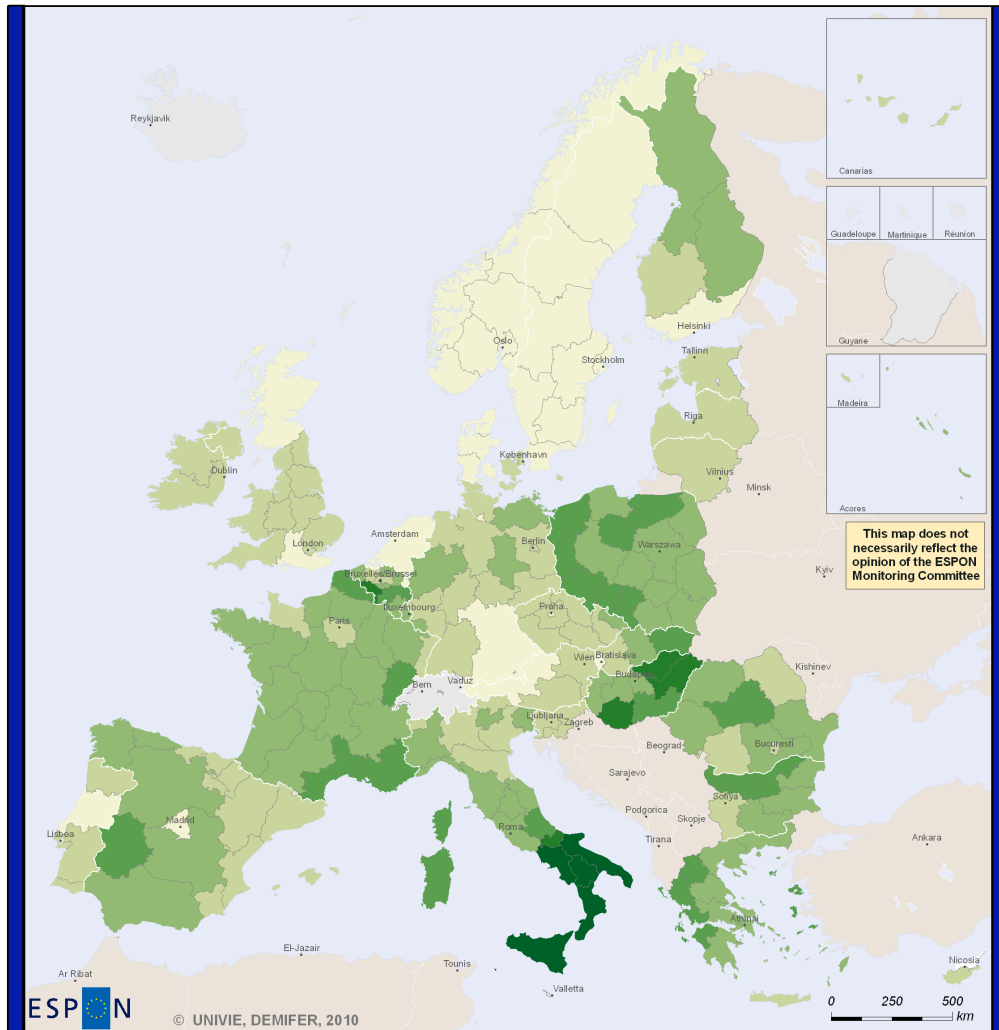 Reykjavik
Canarias
Guadeloupe
Martinique
Réunion
Guyane
Helsinki
Oslo
Tallinn
Stockholm
Madeira
Riga
København
Dublin
Vilnius
Minsk
Acores
This map does not
necessarily reflect the
opinion of the ESPON
Monitoring Committee
Amsterdam
London
Berlin
Warszawa
Kyiv
Bruxelles/Brussel
Luxembourg
Praha
Paris
Wien
Bratislava
Kishinev
Bern
Vaduz
Ljubljana
Zagreb
Bucuresti
Beograd
Sarajevo
Sofiya
Madrid
Podgorica
Skopje
Lisboa
Roma
Tirana
Ankara
Athinai
El-Jazair
Tounis
Nicosia
Ar Ribat
Valletta
ESPON
© UNIVIE, DEMIFER, 2010
0 250 500
km